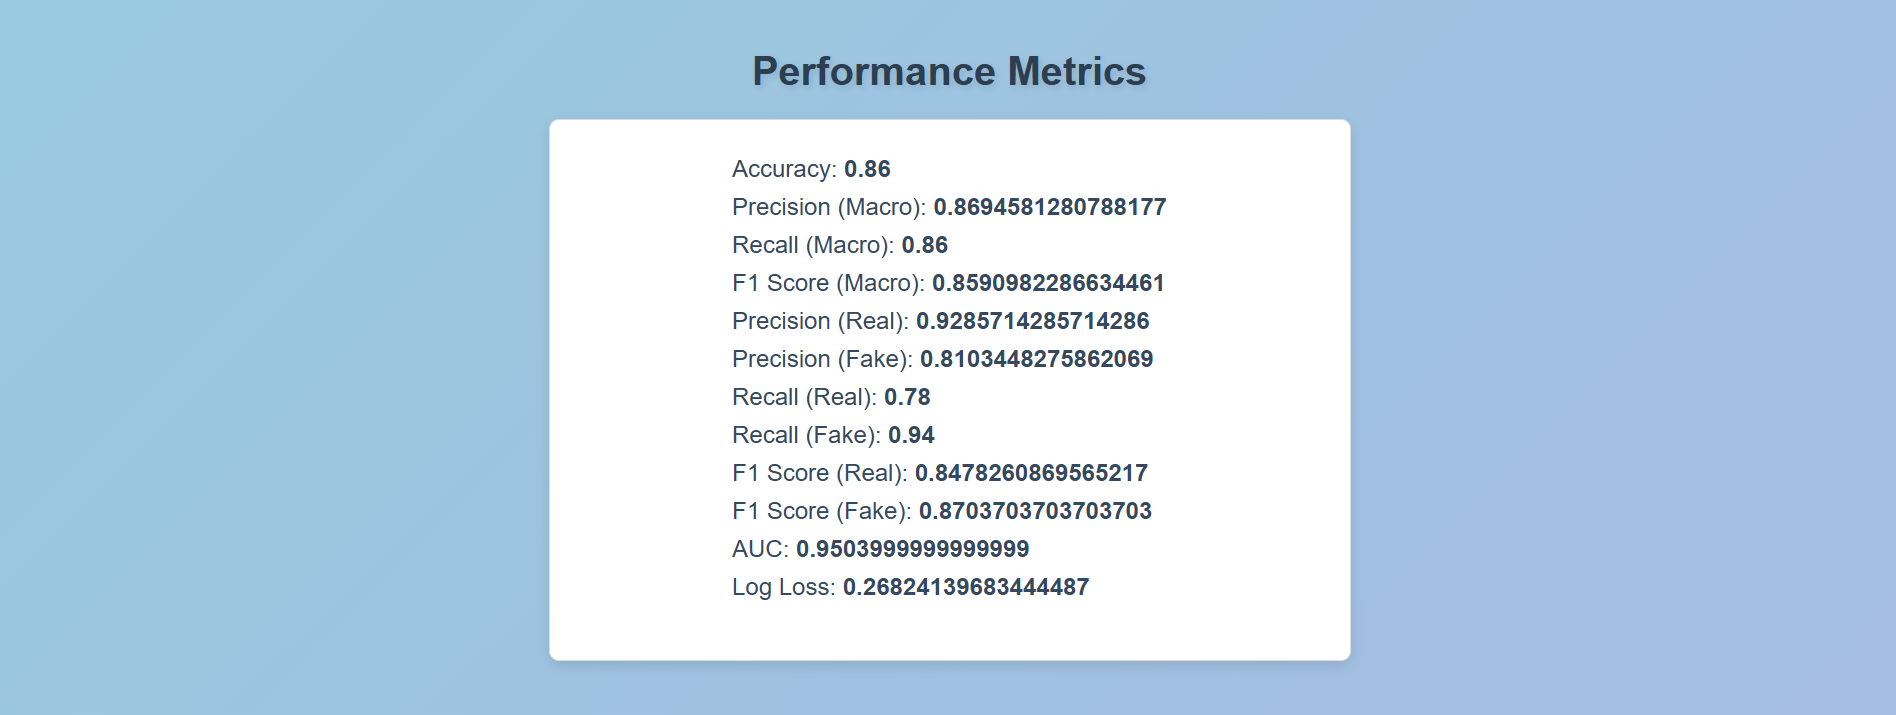 Performance Metrics
Accuracy: 0.86
Precision (Macro): 0.8694581280788177
Recall (Macro): 0.86
F1 Score (Macro): 0.8590982286634461
Precision (Real): 0.9285714285714286
Precision (Fake): 0.8103448275862069
Recall (Real): 0.78
Recall (Fake): 0.94
F1 Score (Real): 0.8478260869565217
F1 Score (Fake): 0.8703703703703703
AUC: 0.9503999999999999
Log Loss: 0.26824139683444487